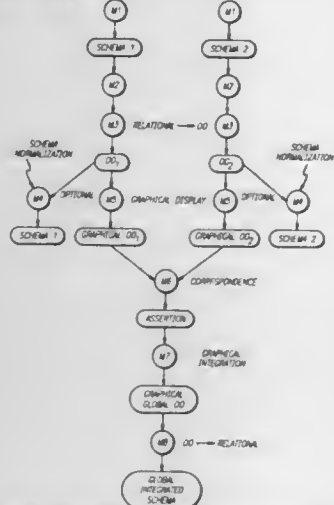 M1 M1
SCHEMA 1 SCHEMA 2
M2 M2
M3 RELATIONAL → OO M3
SCHEMA NORMALIZATION
OO1 OO2
SCHEMA NORMALIZATION
M4 OPTIONAL M5 GRAPHICAL DISPLAY M5 OPTIONAL M4
SCHEMA 1 GRAPHICAL OO1 GRAPHICAL OO2 SCHEMA 2
M6 CORRESPONDENCE
ASSERTION
M7 GRAPHICAL INTEGRATION
GRAPHICAL
GLOBAL OO
M8 OO → RELATIONAL
GLOBAL
INTEGRATED
SCHEMA